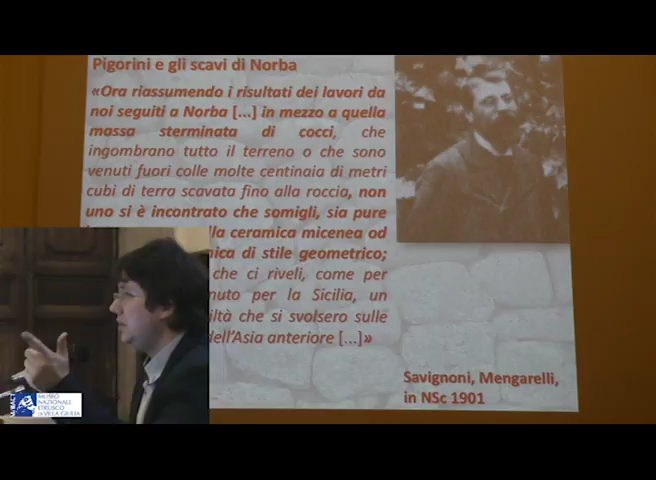 Pigorini e gli scavi di Norba
«Ora riassumendo i risultati dei lavori da
noi seguiti a Norba [...] in mezzo a quella
massa sterminata di cocci, che
ingombrano tutto il terreno o che sono
venuti fuori colle molte centinaia di metri
cubi di terra scavata fino alla roccia, non
uno si è incontrato che somigli, sia pure
lla ceramica micenea od
nica di stile geometrico;
che ci riveli, come per
nuto per la Sicilia, un
iltà che si svolsero sulle
dell'Asia anteriore [...]»
Savignoni, Mengarelli,
in NSc 1901
MUSEO
NAZIONALE
ETRUSCO
DI VILLA GIULIA